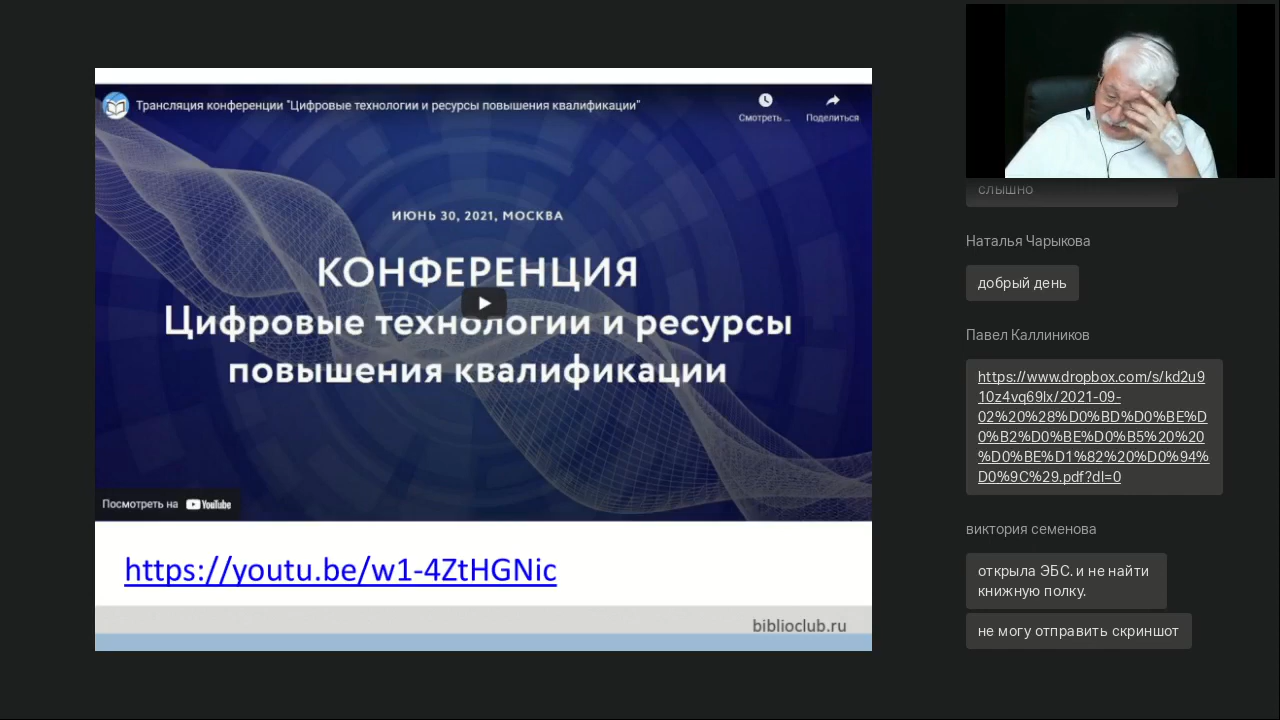 Трансляция конференции "Цифровые технологии и ресурсы повышения квалификации"
Смотреть ...
Поделиться
ИЮНЬ 30, 2021, МОСКВА
КОНФЕРЕНЦИЯ
Цифровые технологии и ресурсы
повышения квалификации
Посмотреть на YouTube
https://youtu.be/w1-4ZtHGNic
biblioclub.ru
слышно
Наталья Чарыкова
добрый день
Павел Каллиников
https://www.dropbox.com/s/kd2u9
10z4vq69lx/2021-09-
02%20%28%D0%BD%D0%BE%D
0%B2%D0%BE%D0%B5%20%20
%D0%BE%D1%82%20%D0%94%
D0%9C%29.pdf?dl=0
виктория семенова
открыла ЭБС. и не найти
книжную полку.
не могу отправить скриншот